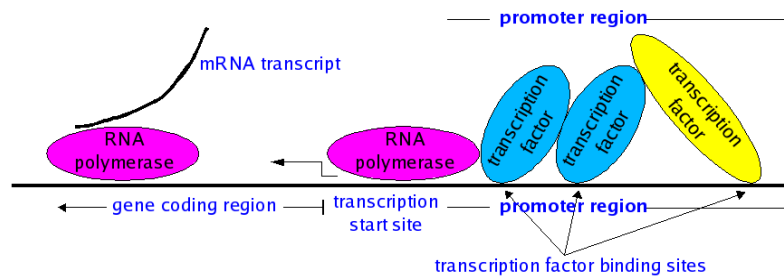 promoter region
mRNA transcript
RNA
polymerase
RNA
polymerase
transcription
factor
transcription
factor
transcription
factor
gene coding region
transcription
start site
promoter region
transcription factor binding sites